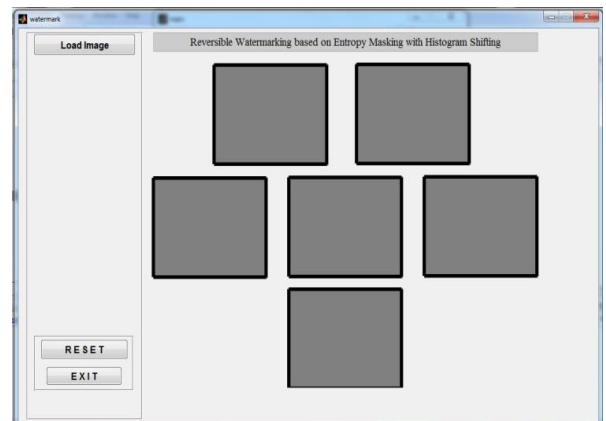 watermark
Load Image
Reversible Watermarking based on Entropy Masking with Histogram Shifting
RESET
EXIT